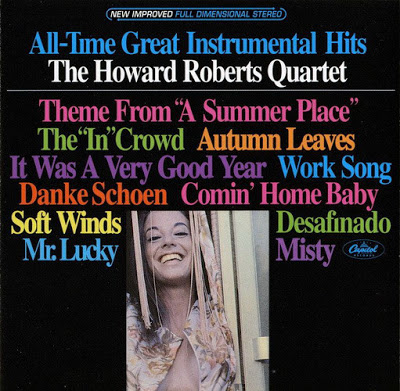 NEW IMPROVED FULL DIMENSIONAL STEREO
All-Time Great Instrumental Hits
The Howard Roberts Quartet
Theme From "A Summer Place"
The "In" Crowd Autumn Leaves
It Was A Very Good Year Work Song
Danke Schoen Comin' Home Baby
Soft Winds Desafinado
Mr. Lucky Misty Capitol